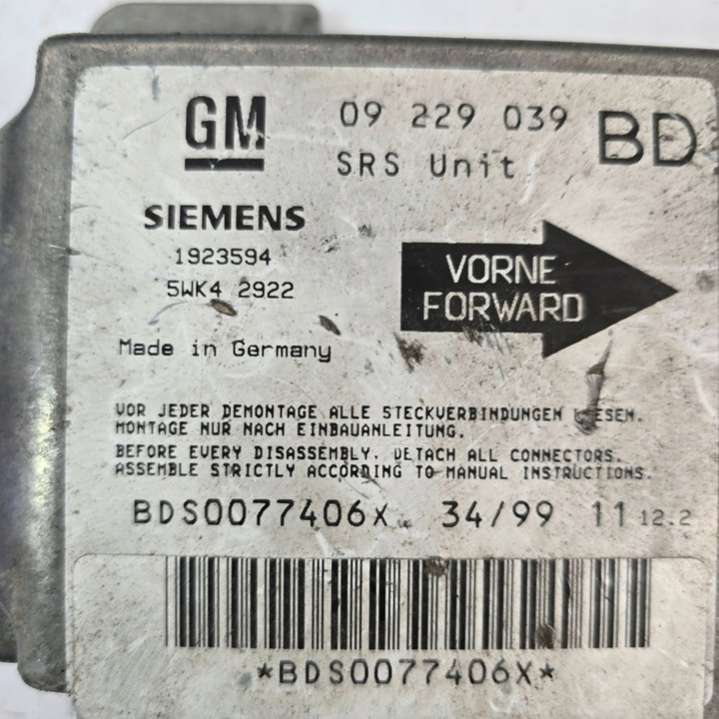 GM 09 229 039 BD
SRS Unit
SIEMENS
1923594
5WK4 2922
VORNE
FORWARD
Made in Germany
VOR JEDER DEMONTAGE ALLE STECKVERBINDUNGEN
MONTAGE NUR NACH EINBAUANLEITUNG.
BEFORE EVERY DISASSEMBLY. DETACH ALL CONNECTORS.
ASSEMBLE STRICTLY ACCORDING TO MANUAL INSTRUCTIONS.
BDS0077406X 34/99 11 12.2
*BDS0077406X*